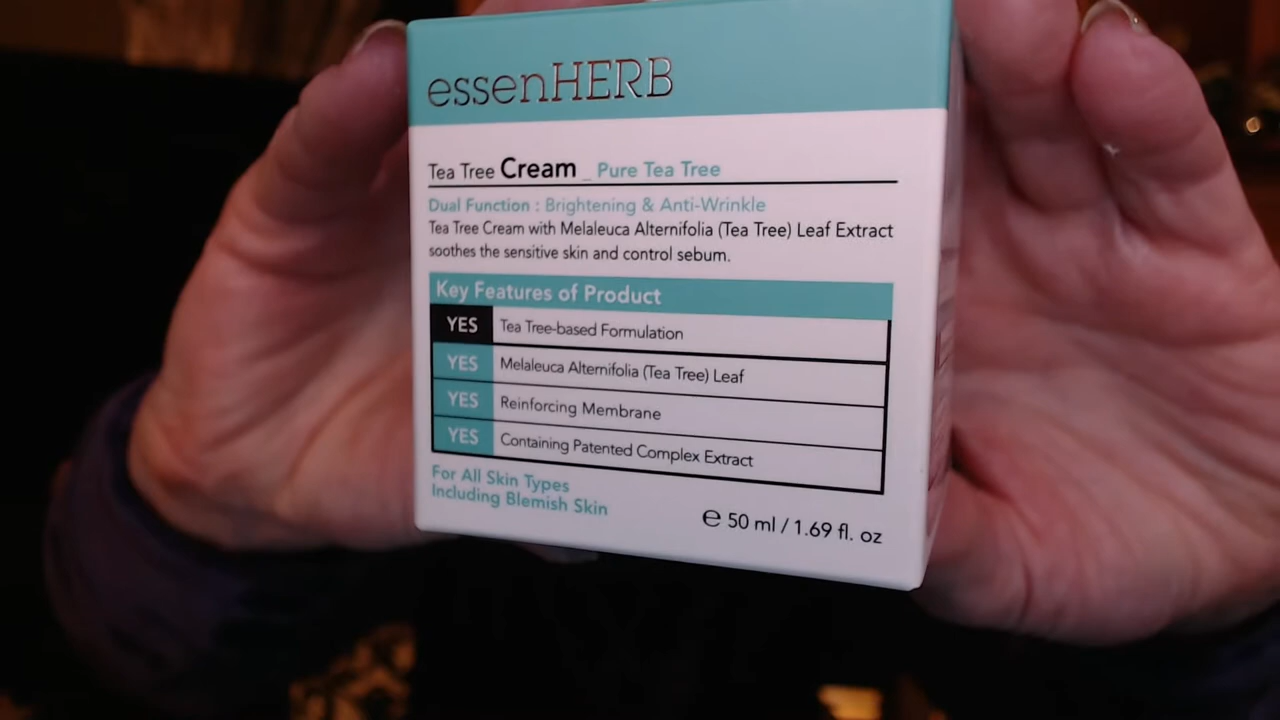 essenHERB
Tea Tree Cream _ Pure Tea Tree
Dual Function : Brightening & Anti-Wrinkle
Tea Tree Cream with Melaleuca Alternifolia (Tea Tree) Leaf Extract
soothes the sensitive skin and control sebum.
Key Features of Product
YES Tea Tree-based Formulation
YES Melaleuca Alternifolia (Tea Tree) Leaf
YES Reinforcing Membrane
YES Containing Patented Complex Extract
For All Skin Types
Including Blemish Skin
℮ 50 ml / 1.69 fl. oz